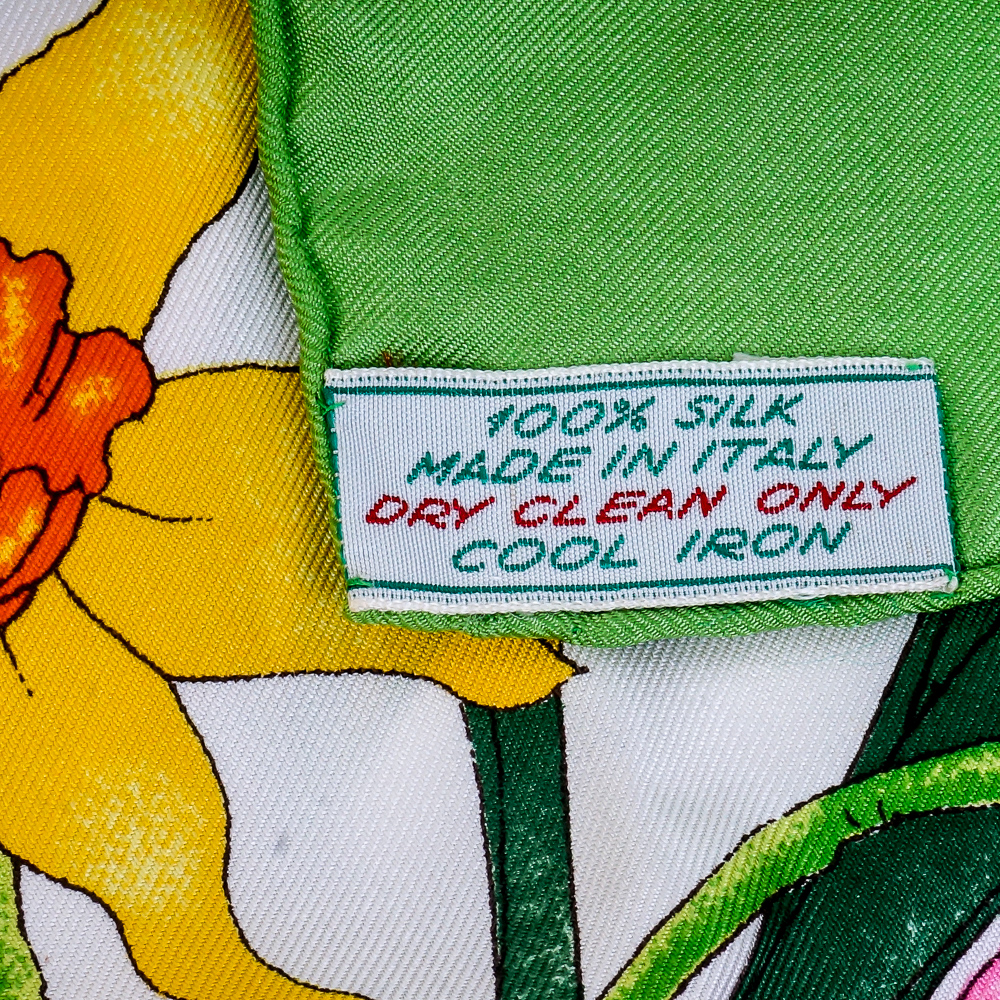 100% SILK
MADE IN ITALY
DRY CLEAN ONLY
COOL IRON